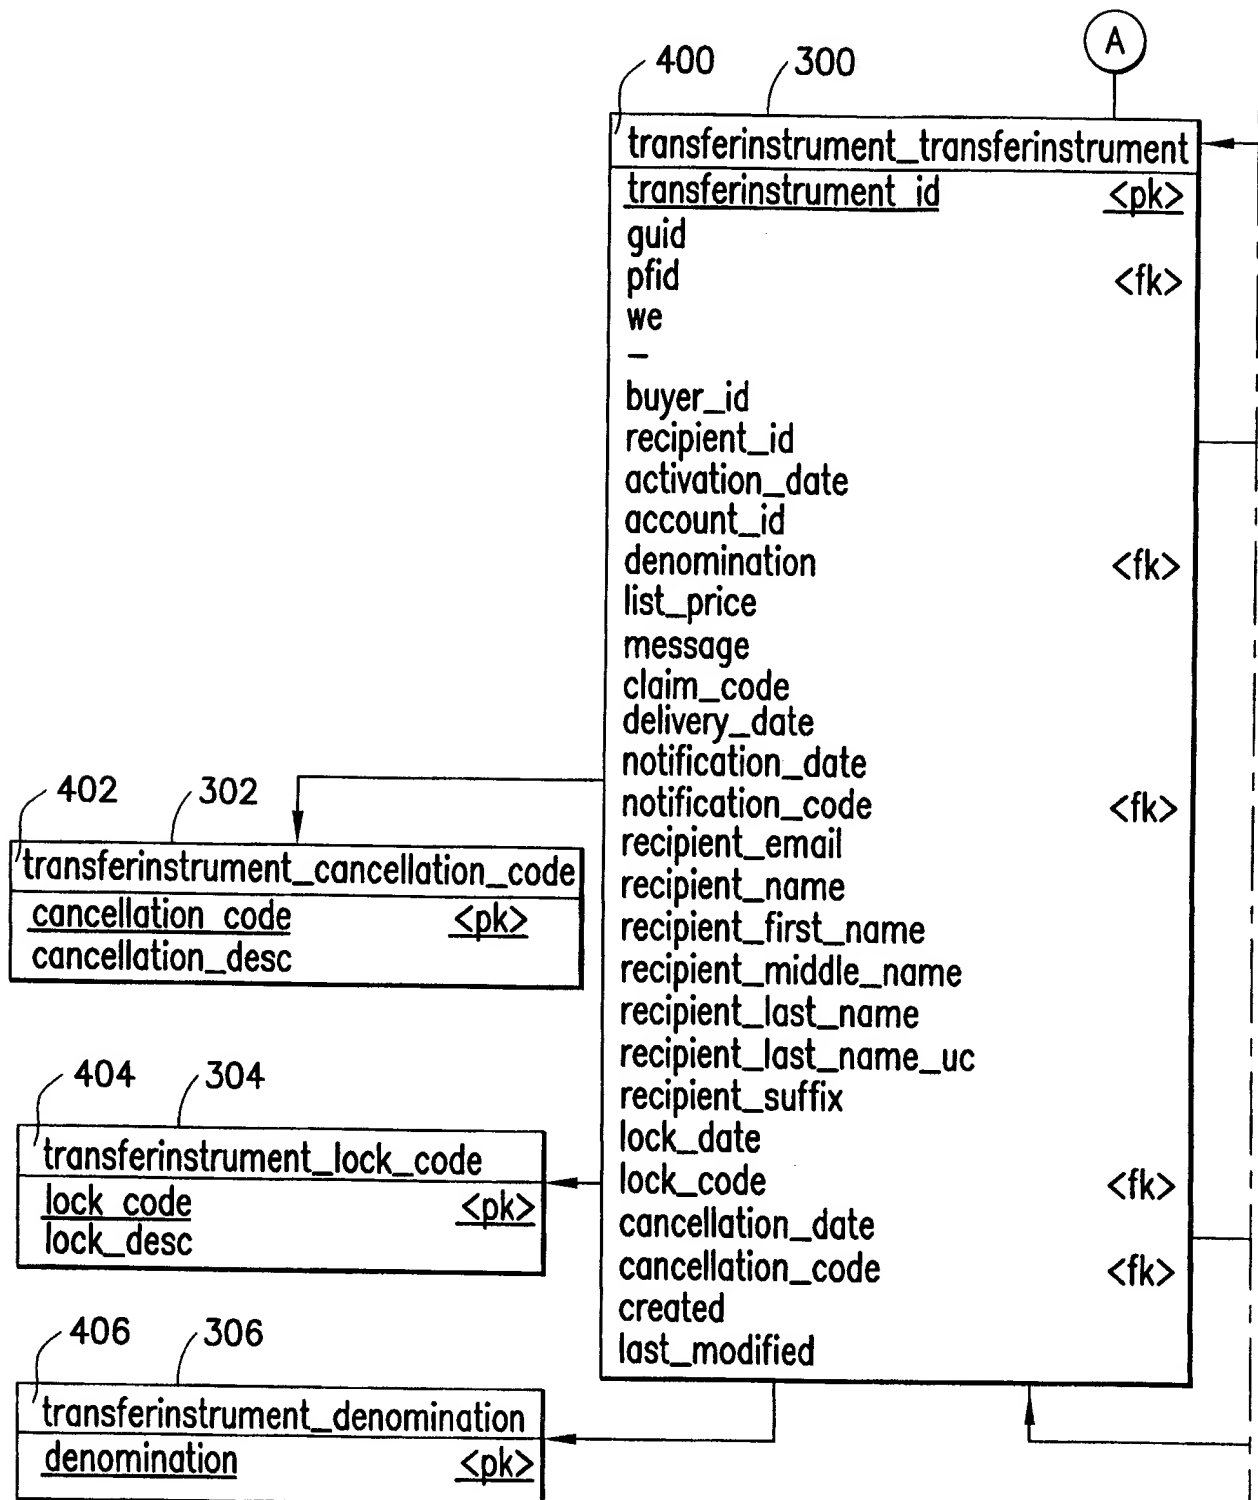 A
400 300
transferinstrument_transferinstrument
transferinstrument_id <pk>
guid
pfid <fk>
we
–
buyer_id
recipient_id
activation_date
account_id
denomination <fk>
list_price
message
claim_code
delivery_date
notification_date
notification_code <fk>
recipient_email
recipient_name
recipient_first_name
recipient_middle_name
recipient_last_name
recipient_last_name_uc
recipient_suffix
lock_date
lock_code <fk>
cancellation_date
cancellation_code <fk>
created
last_modified
402 302
transferinstrument_cancellation_code
cancellation_code <pk>
cancellation_desc
404 304
transferinstrument_lock_code
lock_code <pk>
lock_desc
406 306
transferinstrument_denomination
denomination <pk>